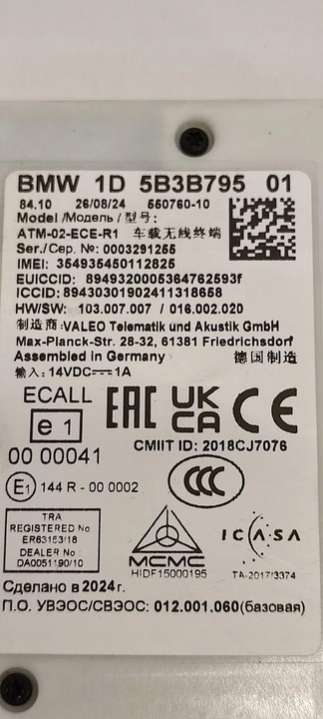 BMW 1D 5B3B795 01
84.10 26/08/24 550760-10
Model /Модель / 型号:
ATM-02-ECE-R1 车载无线终端
Ser./Сер. №: 0003291255
IMEI: 354935450112825
EUICCID: 8949320005364762593f
ICCID: 89430301902411318658
HW/SW: 103.007.007 / 016.002.020
制造商: VALEO Telematik und Akustik GmbH
Max-Planck-Str. 28-32, 61381 Friedrichsdorf
Assembled in Germany 德国制造
输入: 14VDC 1A
ECALL
e 1
00 00041
EAC
UK CA
CE
CMIIT ID: 2018CJ7076
E1 144 R - 00 0002
CCC
TRA
REGISTERED No
ER63153/18
DEALER No
DA0051190/10
MCMC
HIDF15000195
ICASA
TA-2017/3374
Сделано в 2024г.
П.О. УВЭОС/СВЭОС: 012.001.060(базовая)